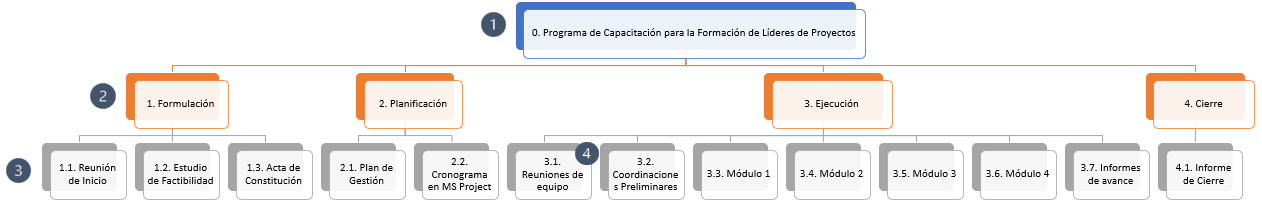 1
0. Programa de Capacitación para la Formación de Líderes de Proyectos
2
1. Formulación
2. Planificación
3. Ejecución
4. Cierre
3
1.1. Reunión
de Inicio
1.2. Estudio
de Factibilidad
1.3. Acta de
Constitución
2.1. Plan de
Gestión
2.2.
Cronograma
en MS Project
3.1.
Reuniones de
equipo
4
3.2.
Coordinacione
s Preliminares
3.3. Módulo 1
3.4. Módulo 2
3.5. Módulo 3
3.6. Módulo 4
3.7. Informes
de avance
4.1. Informe
de Cierre